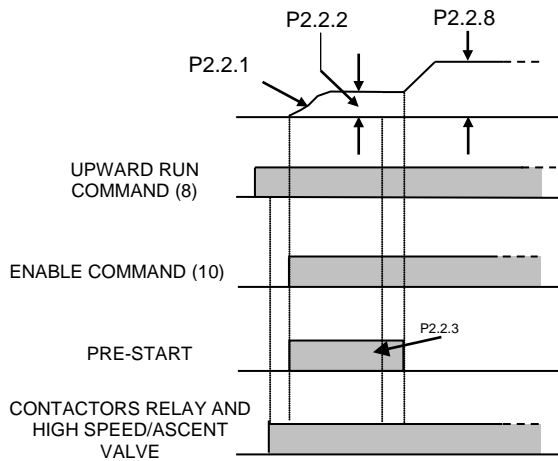 P2.2.2
P2.2.8
P2.2.1
UPWARD RUN
COMMAND (8)
ENABLE COMMAND (10)
PRE-START
P2.2.3
CONTACTORS RELAY AND
HIGH SPEED/ASCENT
VALVE